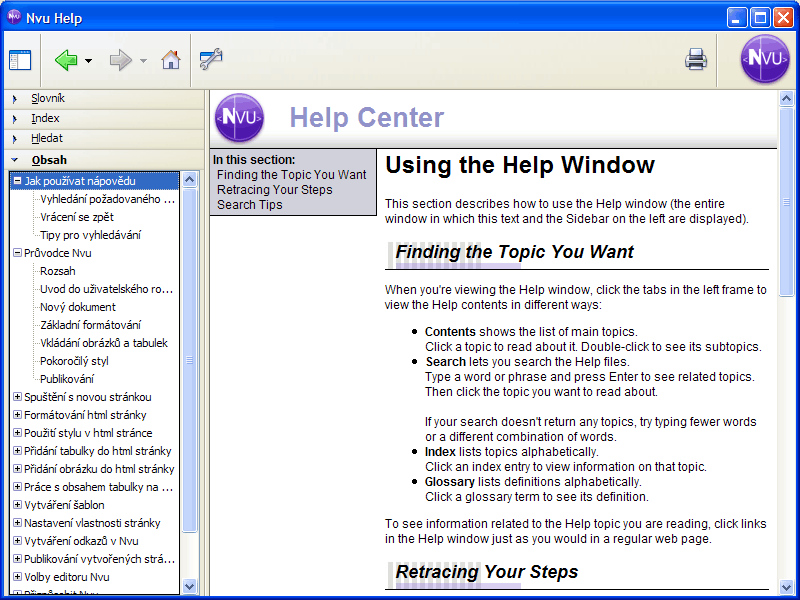 Nvu Help
NVU
Slovník
Index
Hledat
Obsah
Jak používat nápovědu
Vyhledání požadovaného ...
Vrácení se zpět
Tipy pro vyhledávání
Průvodce Nvu
Rozsah
Uvod do uživatelského ro...
Nový dokument
Základní formátování
Vkládání obrázků a tabulek
Pokoročilý styl
Publikování
Spuštění s novou stránkou
Formátování html stránky
Použití stylu v html stránce
Přidání tabulky do html stránky
Přidání obrázku do html stránky
Práce s obsahem tabulky na ...
Vytváření šablon
Nastavení vlastnosti stránky
Vytváření odkazů v Nvu
Publikování vytvořených strá...
Volby editoru Nvu
Přizpůsobit Nvu
NVU
Help Center
In this section:
Finding the Topic You Want
Retracing Your Steps
Search Tips
Using the Help Window
This section describes how to use the Help window (the entire
window in which this text and the Sidebar on the left are displayed).
Finding the Topic You Want
When you're viewing the Help window, click the tabs in the left frame to
view the Help contents in different ways:
Contents shows the list of main topics.
Click a topic to read about it. Double-click to see its subtopics.
Search lets you search the Help files.
Type a word or phrase and press Enter to see related topics.
Then click the topic you want to read about.
If your search doesn't return any topics, try typing fewer words
or a different combination of words.
Index lists topics alphabetically.
Click an index entry to view information on that topic.
Glossary lists definitions alphabetically.
Click a glossary term to see its definition.
To see information related to the Help topic you are reading, click links
in the Help window just as you would in a regular web page.
Retracing Your Steps